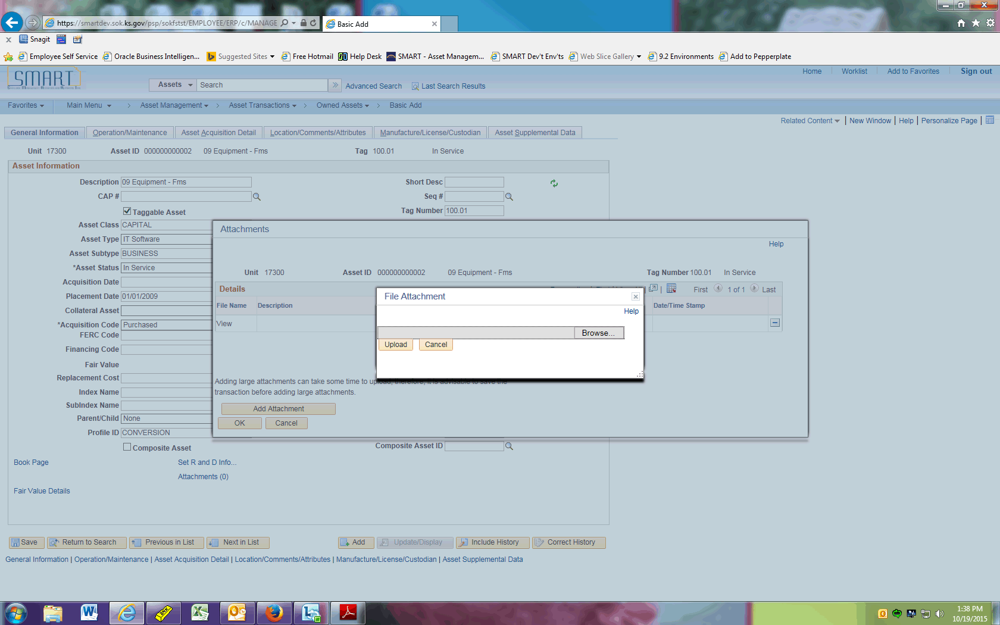 https://smartdev.sok.ks.gov/psp/sokfstst/EMPLOYEE/ERP/c/MANAGE
Basic Add
Snagit
Employee Self Service Oracle Business Intelligen... Suggested Sites Free Hotmail Help Desk SMART - Asset Managem... SMART Dev't Env'ts Web Slice Gallery 9.2 Environments Add to Pepperplate
SMART
Home Worklist Add to Favorites Sign out
Assets Search Advanced Search Last Search Results
Favorites Main Menu > Asset Management > Asset Transactions > Owned Assets > Basic Add
Related Content | New Window | Help | Personalize Page |
General Information Operation/Maintenance Asset Acquisition Detail Location/Comments/Attributes Manufacture/License/Custodian Asset Supplemental Data
Unit 17300 Asset ID 000000000002 09 Equipment - Fms Tag 100.01 In Service
Asset Information
Description 09 Equipment - Fms Short Desc
CAP # Seq #
Taggable Asset Tag Number 100.01
Asset Class CAPITAL
Asset Type IT Software
Asset Subtype BUSINESS
*Asset Status In Service
Acquisition Date
Placement Date 01/01/2009
Collateral Asset
*Acquisition Code Purchased
FERC Code
Financing Code
Fair Value
Replacement Cost
Index Name
SubIndex Name
Parent/Child None
Profile ID CONVERSION
Composite Asset Composite Asset ID
Attachments
Help
Unit 17300 Asset ID 000000000002 09 Equipment - Fms Tag Number 100.01 In Service
Details First 1 of 1 Last
File Name Description Date/Time Stamp
View
File Attachment
Help
Browse...
Upload Cancel
Adding large attachments can take some time to upload, therefore, it is advisable to save the
transaction before adding large attachments.
Add Attachment
OK Cancel
Book Page Set R and D Info...
Attachments (0)
Fair Value Details
Save Return to Search Previous in List Next in List Add Update/Display Include History Correct History
General Information | Operation/Maintenance | Asset Acquisition Detail | Location/Comments/Attributes | Manufacture/License/Custodian | Asset Supplemental Data
1:38 PM
10/19/2015